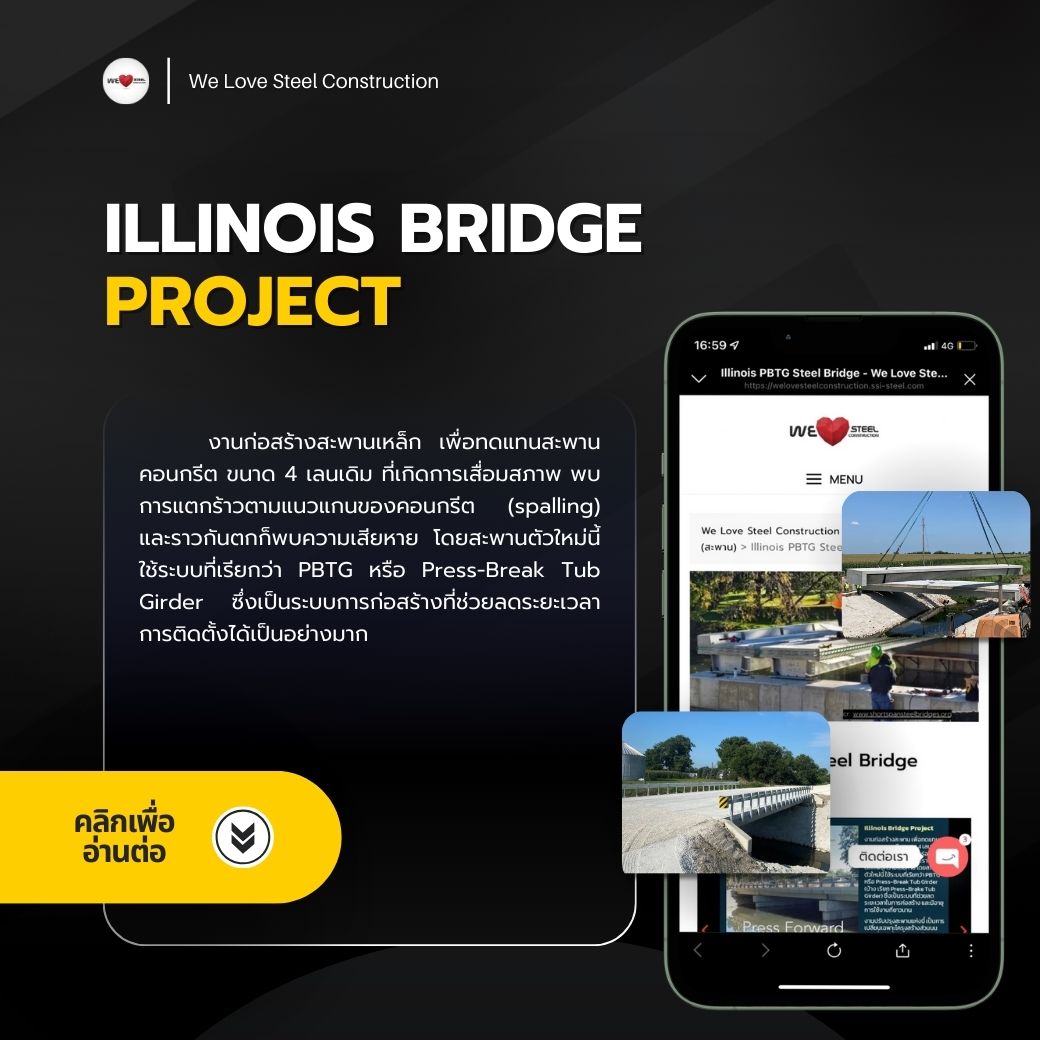 WE STEEL
We Love Steel Construction
ILLINOIS BRIDGE
PROJECT
งานก่อสร้างสะพานเหล็ก เพื่อทดแทนสะพาน
คอนกรีต ขนาด 4 เลนเดิม ที่เกิดการเสื่อมสภาพ พบ
การแตกร้าวตามแนวแกนของคอนกรีต (spalling)
และราวกันตกก็พบความเสียหาย โดยสะพานตัวใหม่นี้
ใช้ระบบที่เรียกว่า PBTG หรือ Press-Break Tub
Girder ซึ่งเป็นระบบการก่อสร้างที่ช่วยลดระยะเวลา
การติดตั้งได้เป็นอย่างมาก
คลิกเพื่อ
อ่านต่อ
16:59
4G
Illinois PBTG Steel Bridge - We Love Ste...
https://welovesteelconstruction.ssi-steel.com
WE STEEL
CONSTRUCTION
MENU
We Love Steel Construction
(สะพาน) > Illinois PBTG Stee
www.shortspansteelbridges.org
eel Bridge
Illinois Bridge Project
ติดต่อเรา
3
หรือ Press-Break Tub Girder
Press Forward